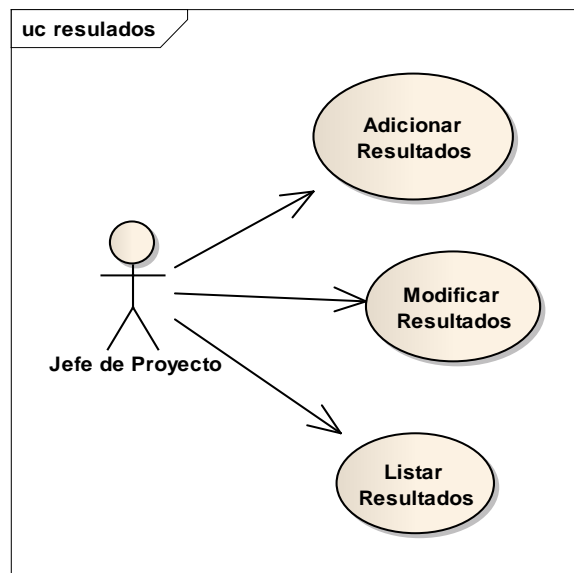 uc resulados
Adicionar
Resultados
Modificar
Resultados
Jefe de Proyecto
Listar
Resultados